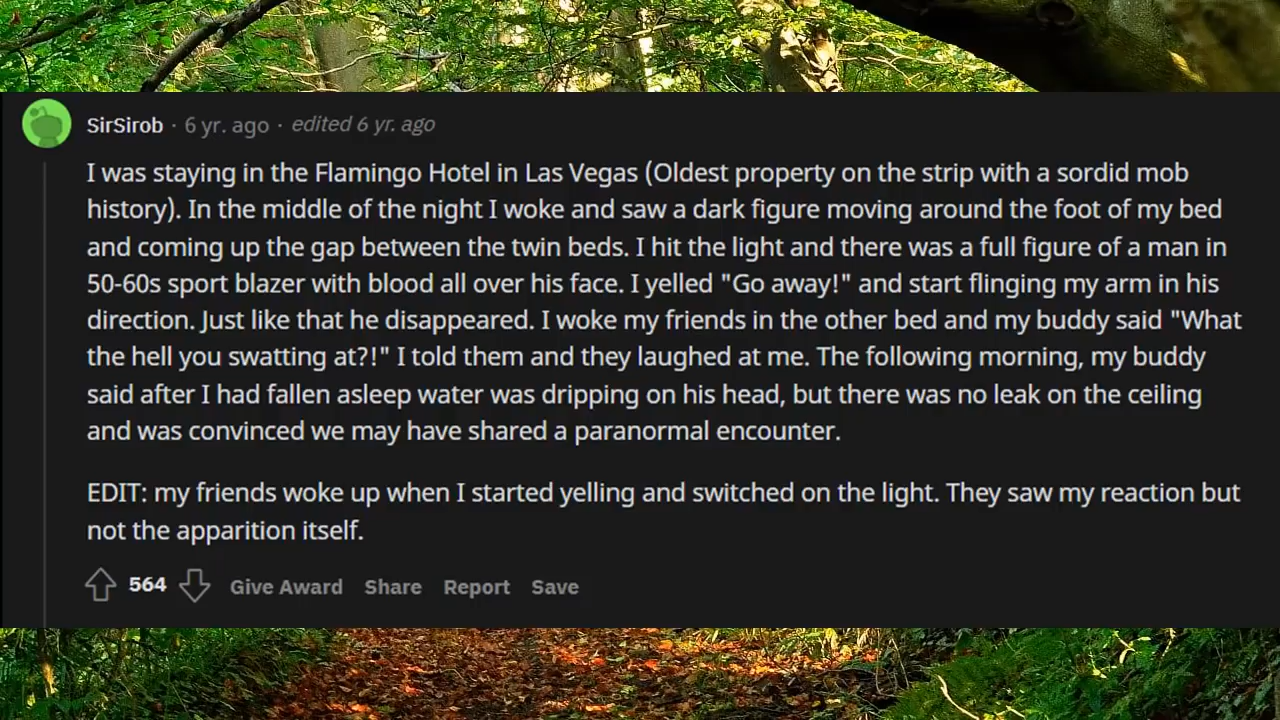 SirSirob · 6 yr. ago · edited 6 yr. ago
I was staying in the Flamingo Hotel in Las Vegas (Oldest property on the strip with a sordid mob
history). In the middle of the night I woke and saw a dark figure moving around the foot of my bed
and coming up the gap between the twin beds. I hit the light and there was a full figure of a man in
50-60s sport blazer with blood all over his face. I yelled "Go away!" and start flinging my arm in his
direction. Just like that he disappeared. I woke my friends in the other bed and my buddy said "What
the hell you swatting at?!" I told them and they laughed at me. The following morning, my buddy
said after I had fallen asleep water was dripping on his head, but there was no leak on the ceiling
and was convinced we may have shared a paranormal encounter.
EDIT: my friends woke up when I started yelling and switched on the light. They saw my reaction but
not the apparition itself.
564 Give Award Share Report Save